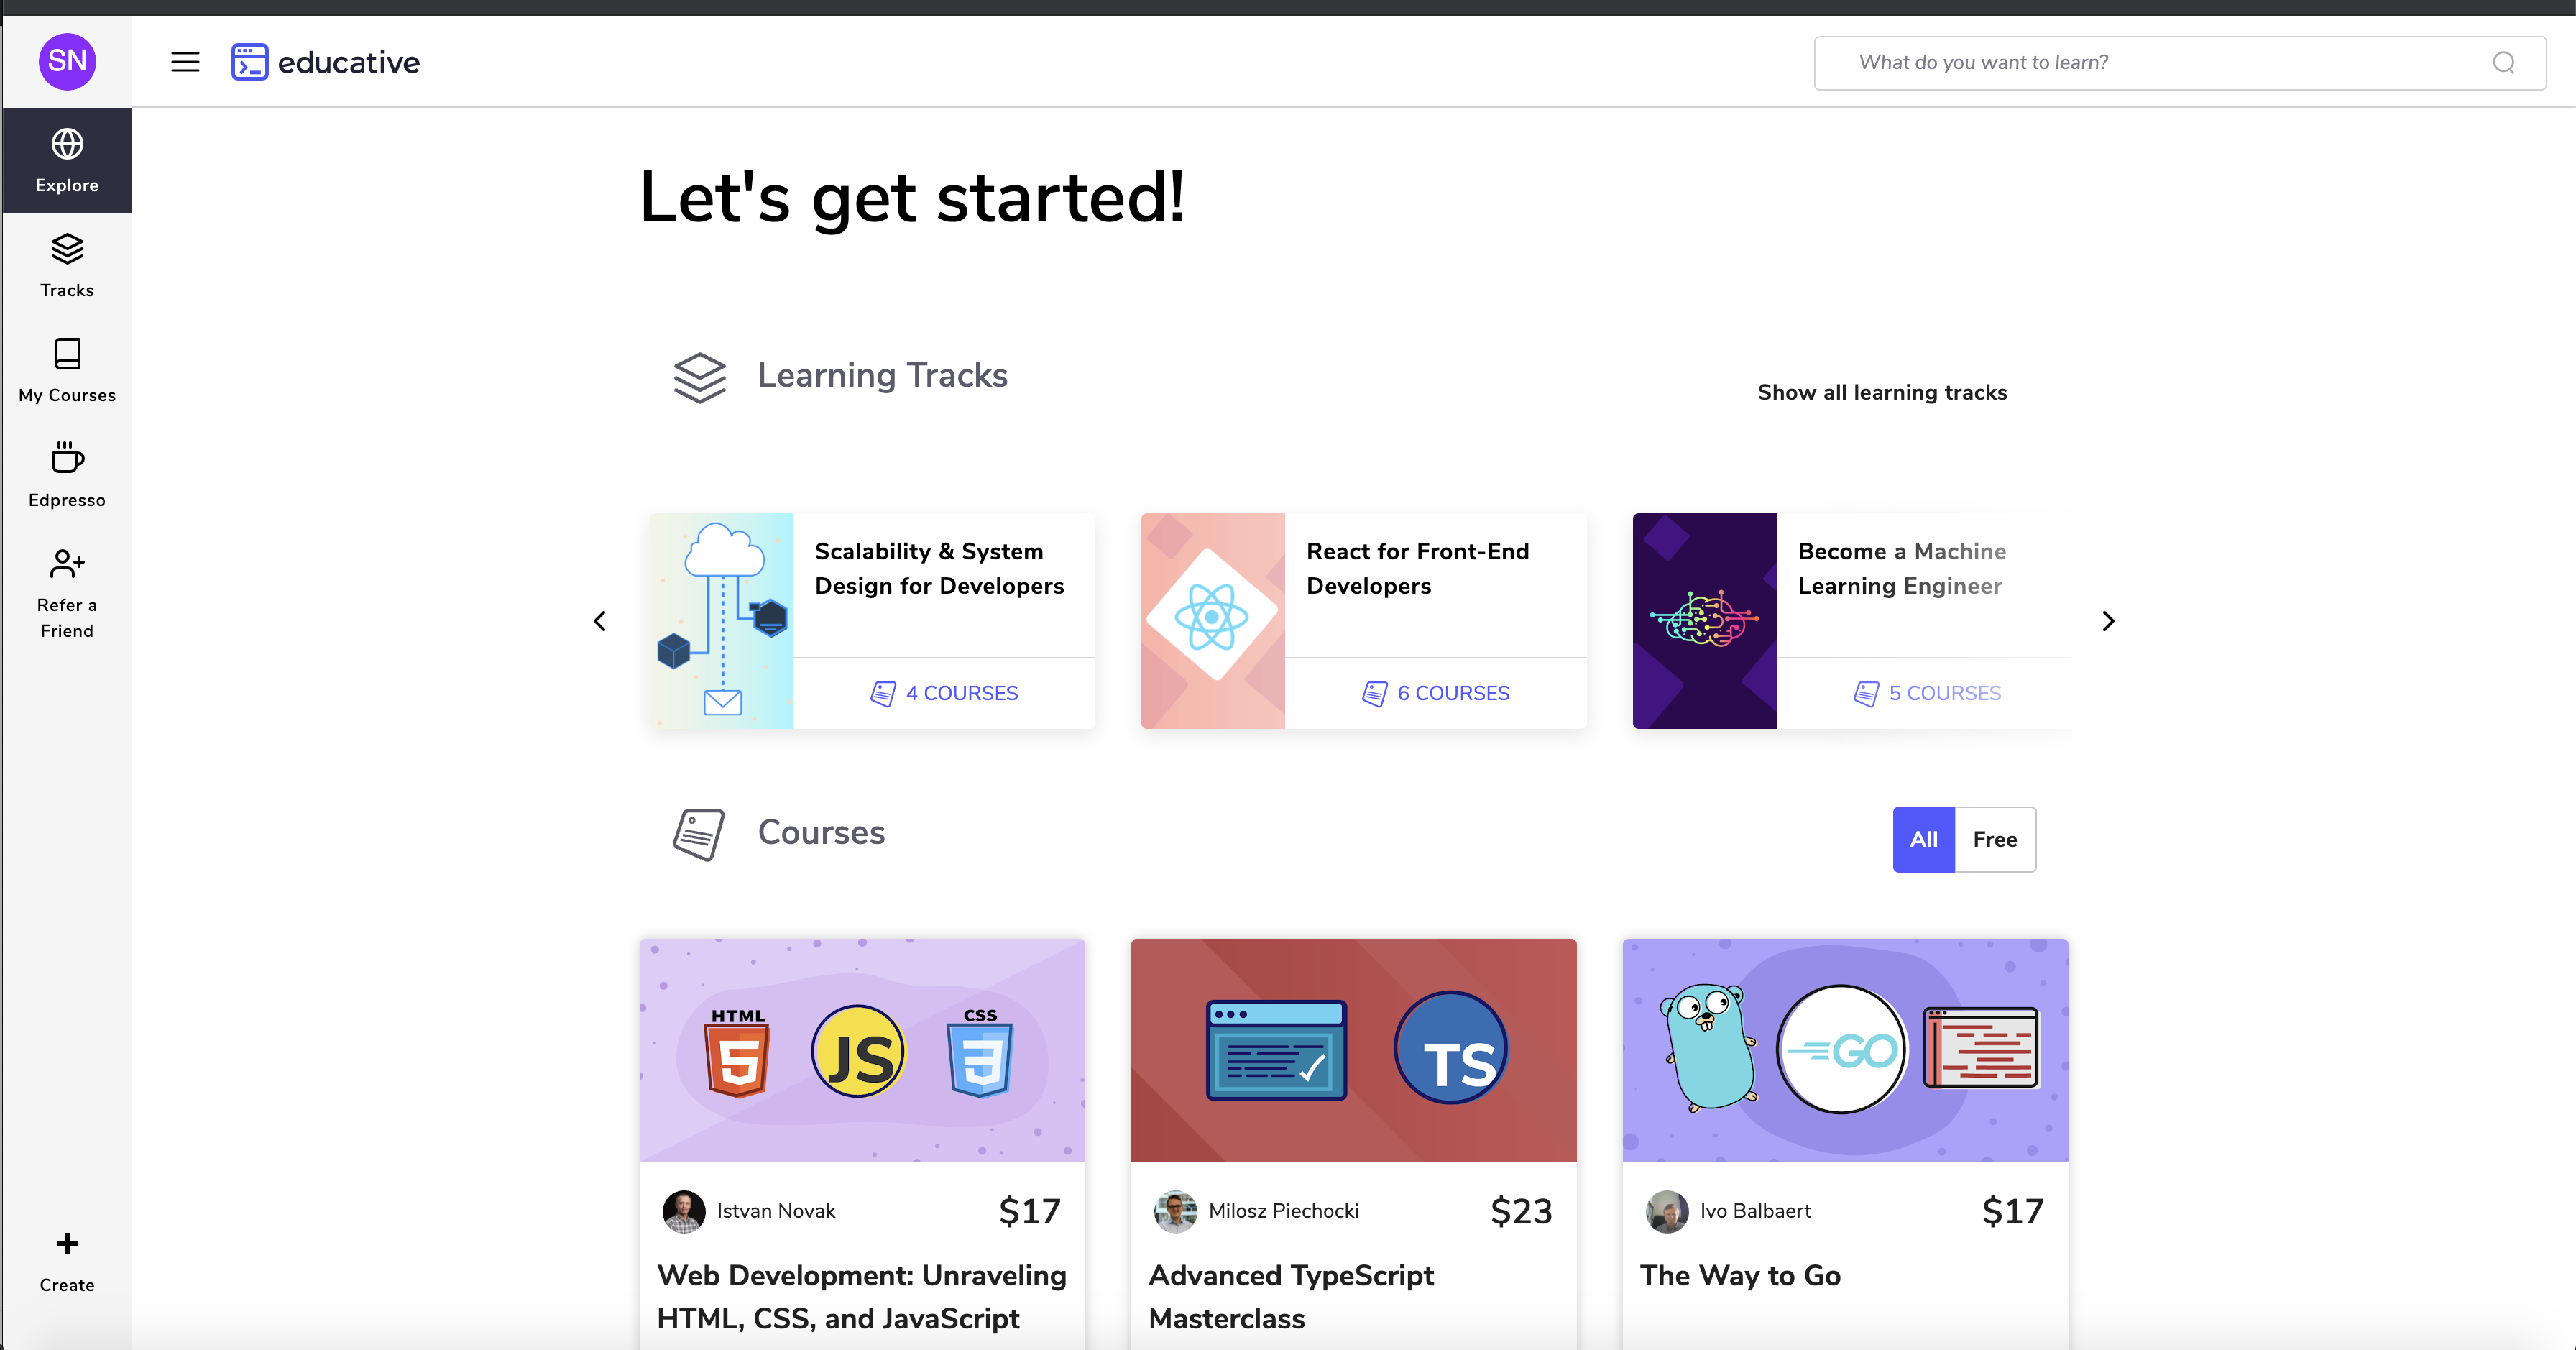 SN
educative
What do you want to learn?
Explore
Tracks
My Courses
Edpresso
Refer a
Friend
Create
Let's get started!
Learning Tracks
Show all learning tracks
Scalability & System
Design for Developers
4 COURSES
React for Front-End
Developers
6 COURSES
Become a Machine
Learning Engineer
5 COURSES
Courses
All
Free
HTML
5
JS
CSS
3
Istvan Novak
$17
Web Development: Unraveling
HTML, CSS, and JavaScript
TS
Milosz Piechocki
$23
Advanced TypeScript
Masterclass
GO
Ivo Balbaert
$17
The Way to Go